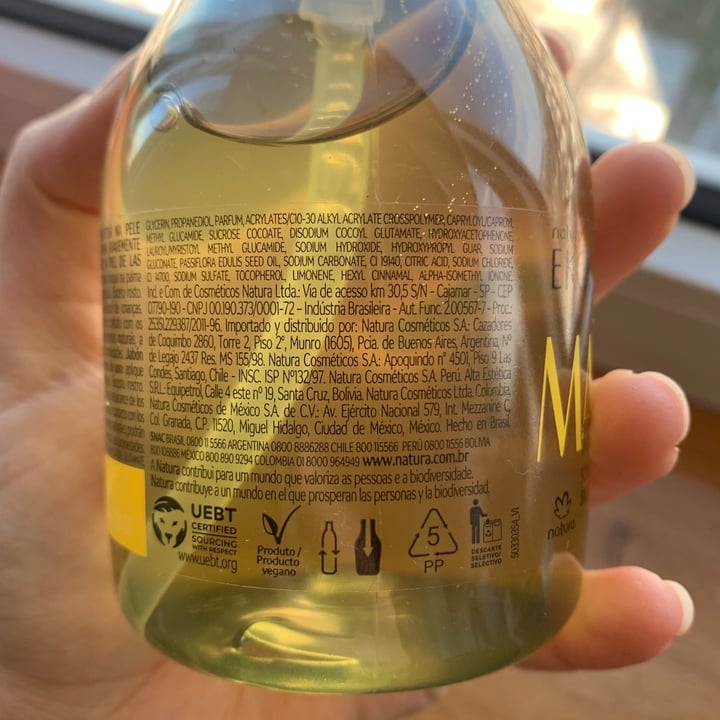 GLYCERIN, PROPANEDIOL, PARFUM, ACRYLATES/C10-30 ALKYL ACRYLATE CROSSPOLYMER, CAPRYLOYL/CAPROYL
METHYL GLUCAMIDE, SUCROSE COCOATE, DISODIUM COCOYL GLUTAMATE, HYDROXYACETOPHENONE,
LAUROYL/MYRISTOYL METHYL GLUCAMIDE, SODIUM HYDROXIDE, HYDROXYPROPYL GUAR, SODIUM
GLUCONATE, PASSIFLORA EDULIS SEED OIL, SODIUM CARBONATE, CI 19140, CITRIC ACID, SODIUM CHLORIDE,
CI 14700, SODIUM SULFATE, TOCOPHEROL, LIMONENE, HEXYL CINNAMAL, ALPHA-ISOMETHYL IONONE.
Ind. e Com. de Cosméticos Natura Ltda.: Via de acesso km 30,5 S/N - Cajamar - SP - CEP
07790-190 - CNPJ 00.190.373/0001-72 - Indústria Brasileira - Aut. Func. 2.00567-7 - Proc.:
25351.229387/2011-96. Importado y distribuido por: Natura Cosméticos S.A.: Cazadores
de Coquimbo 2860, Torre 2, Piso 2°, Munro (1605), Pcia. de Buenos Aires, Argentina, N°
de Legajo 2437 Res. MS 155/98. Natura Cosméticos S.A.: Apoquindo n° 4501, Piso 9 Las
Condes, Santiago, Chile - INSC. ISP N°132/97. Natura Cosméticos S.A. Perú. Alta Estética
S.R.L.- Equipetrol, Calle 4 este n° 19, Santa Cruz, Bolivia. Natura Cosméticos Ltda. Colombia.
Natura Cosméticos de México S.A. de C.V.: Av. Ejército Nacional 579, Int. Mezzanine C,
Col. Granada, C.P. 11520, Miguel Hidalgo, Ciudad de México, México. Hecho en Brasil.
SNAC BRASIL 0800 11 5566 ARGENTINA 0800 8886288 CHILE 800 115566 PERÚ 0800 11558 BOLIVIA
800 108886 MÉXICO 800 890 9294 COLOMBIA 01 8000 964949 www.natura.com.br
A Natura contribui para um mundo que valoriza as pessoas e a biodiversidade.
Natura contribuye a un mundo en el que prosperan las personas y la biodiversidad.
UEBT
CERTIFIED
SOURCING
WITH RESPECT
www.uebt.org
Produto /
Producto
vegano
5
PP
DESCARTE
SELETIVO/
SELECTIVO
50330354_V1
EK
MA
natura